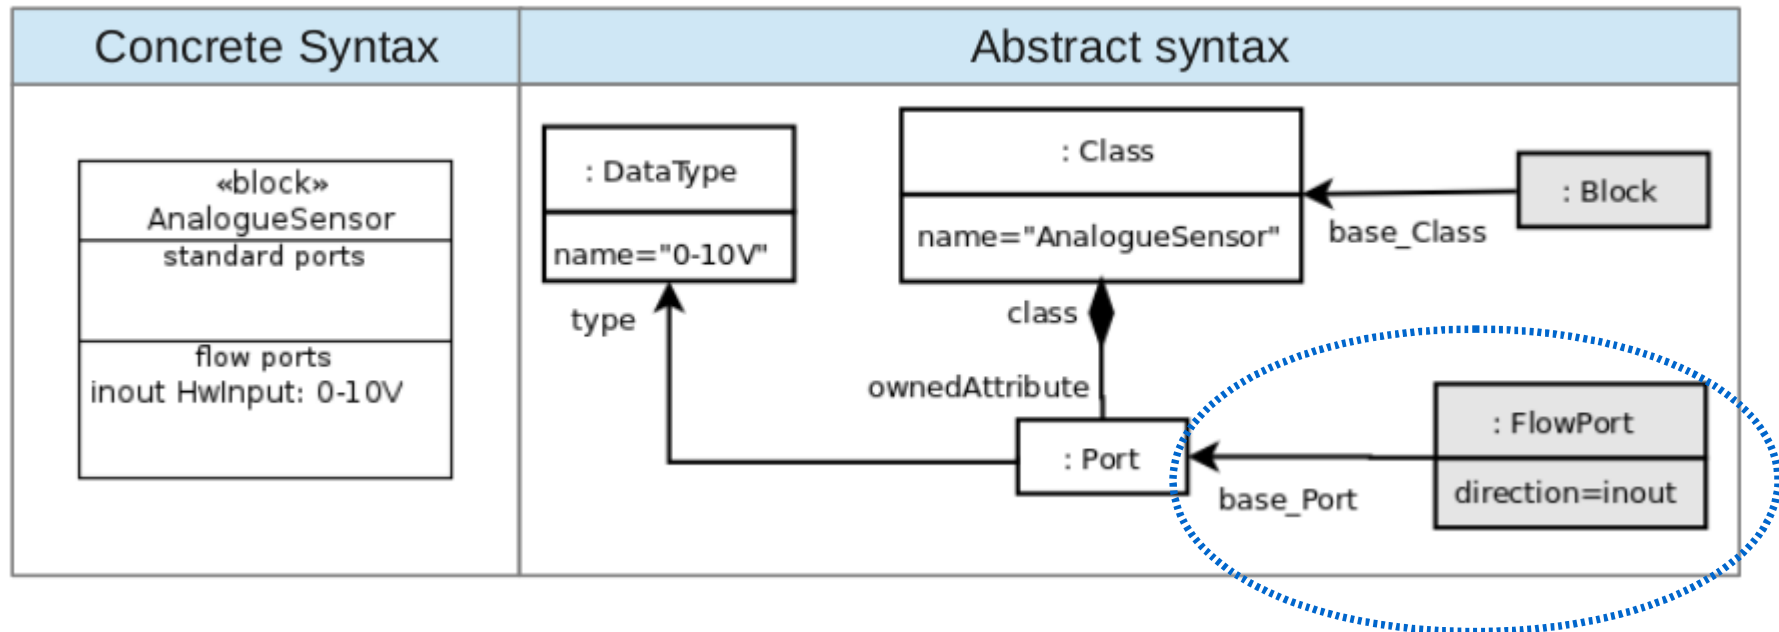 Concrete Syntax
Abstract syntax
«block»
AnalogueSensor
standard ports
flow ports
inout HwInput: 0-10V
: DataType
name="0-10V"
type
: Class
name="AnalogueSensor"
: Block
base_Class
class
ownedAttribute
: Port
base_Port
: FlowPort
direction=inout